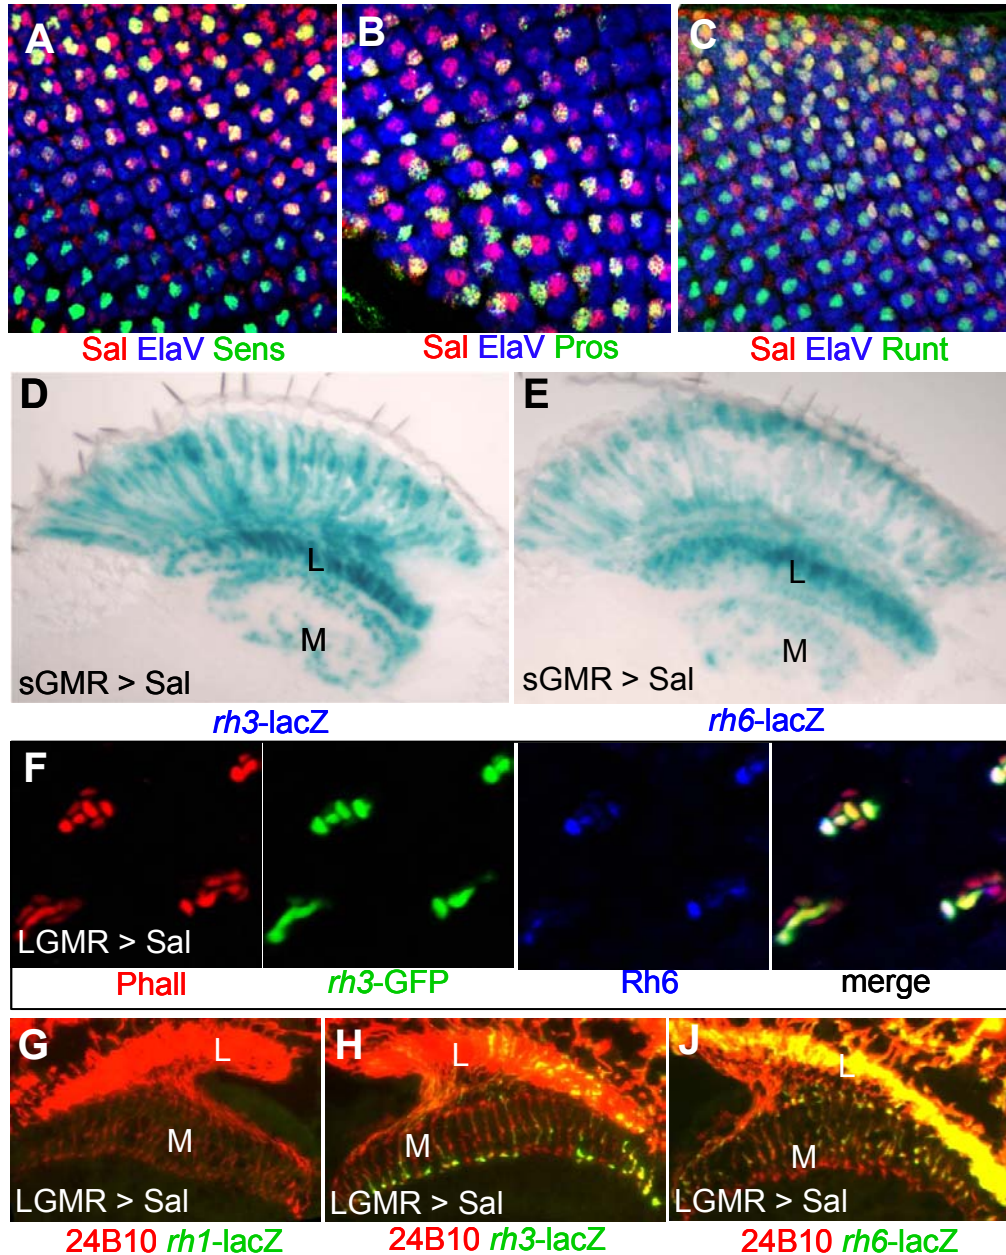 A B C
Sal ElaV Sens Sal ElaV Pros Sal ElaV Runt
D E
L L
M M
sGMR > Sal sGMR > Sal
rh3-lacZ rh6-lacZ
F
LGMR > Sal
Phall rh3-GFP Rh6 merge
G L H L J L
M M M
LGMR > Sal LGMR > Sal LGMR > Sal
24B10 rh1-lacZ 24B10 rh3-lacZ 24B10 rh6-lacZ